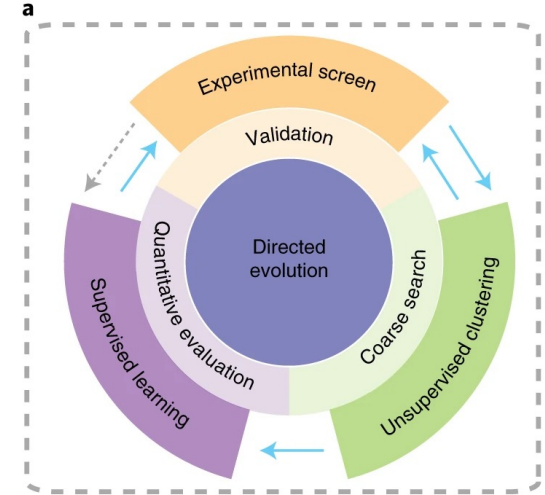 a
Experimental screen
Validation
Directed
evolution
Quantitative evaluation
Coarse search
Supervised learning
Unsupervised clustering